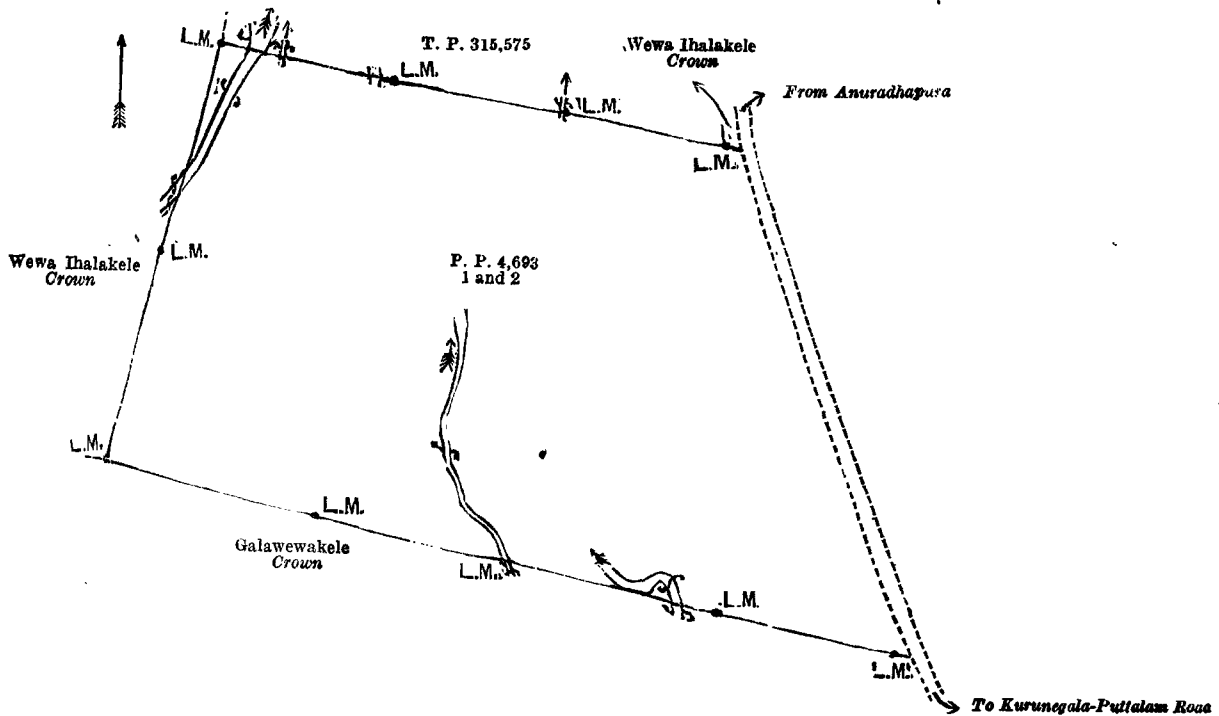 L.M.
T. P. 315,575
Wewa Ihalakele
Crown
L.M.
From Anuradhapura
L.M.
L.M.
Wewa Ihalakele
Crown
L.M.
P. P. 4,693
1 and 2
L.M.
L.M.
Galawewakele
Crown
L.M.
L.M.
L.M.
To Kurunegala-Puttalam Road